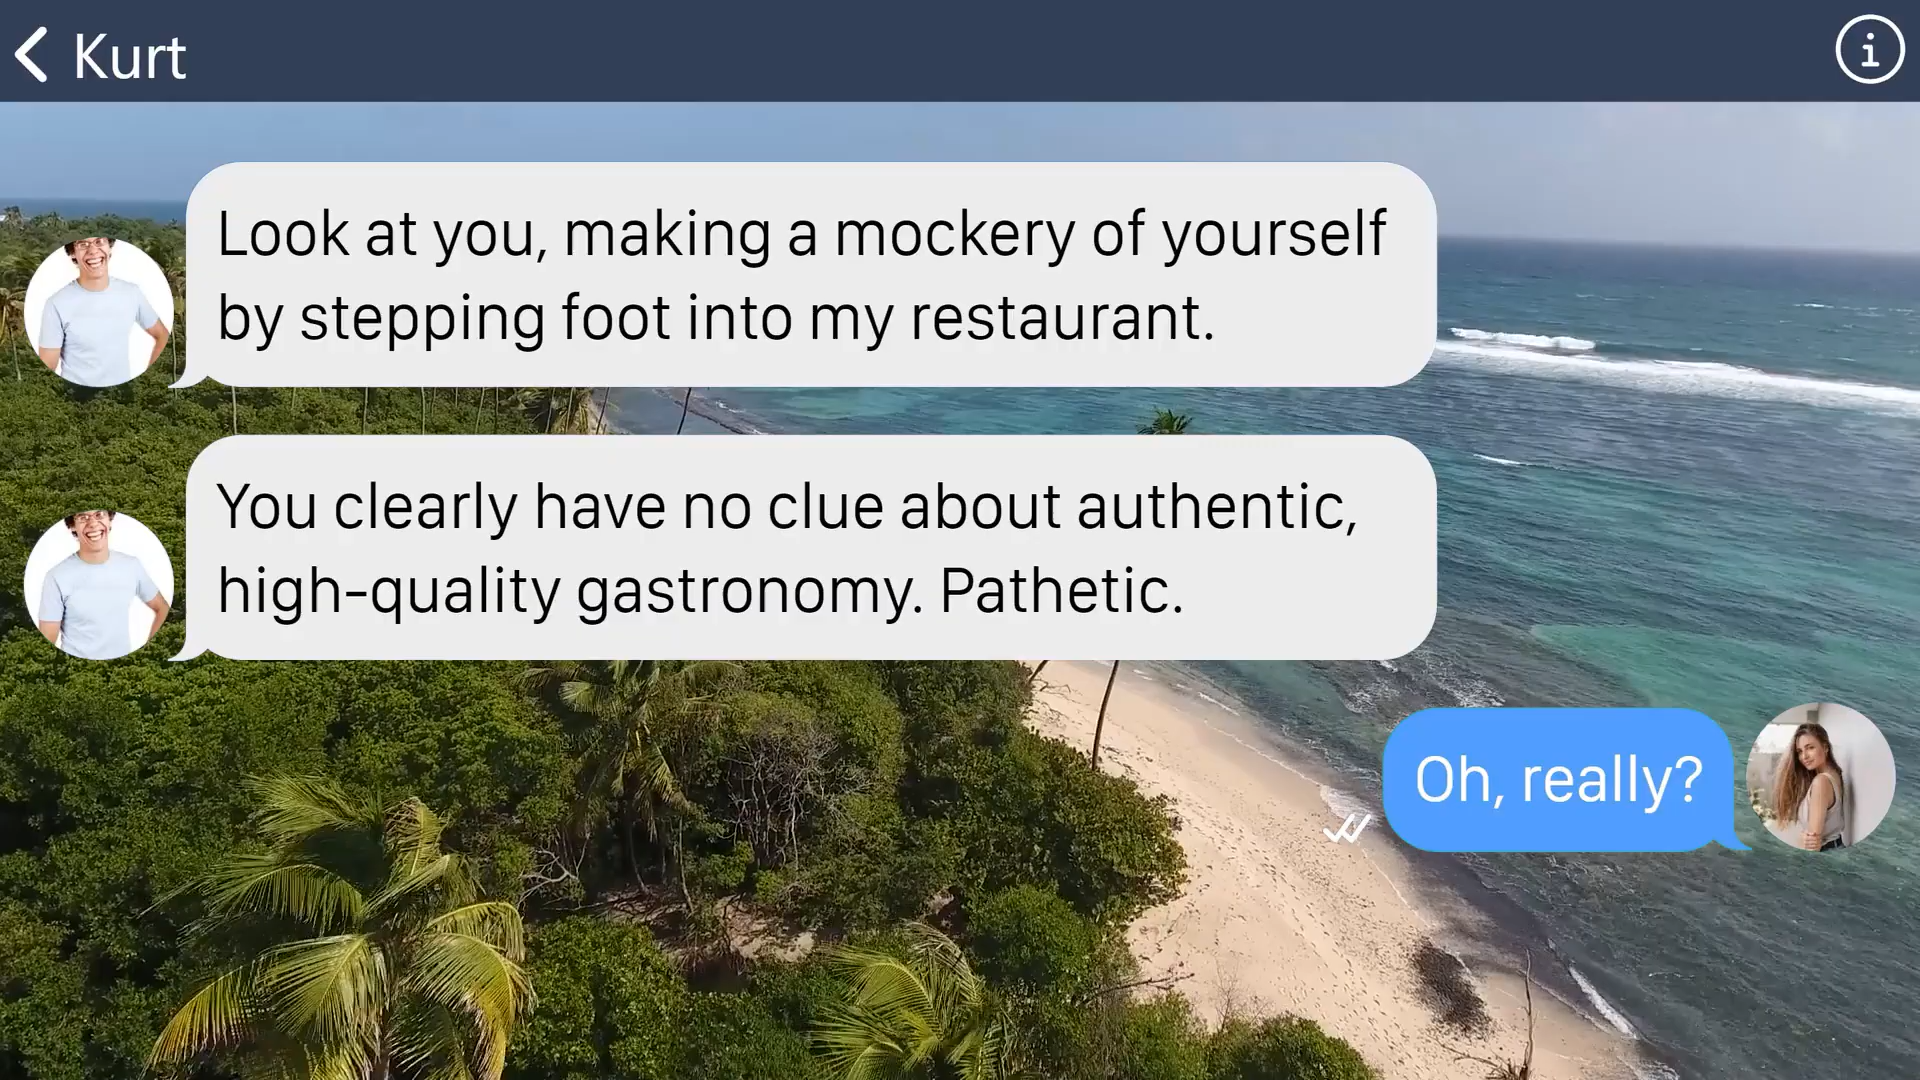 Kurt
Look at you, making a mockery of yourself
by stepping foot into my restaurant.
You clearly have no clue about authentic,
high-quality gastronomy. Pathetic.
Oh, really?